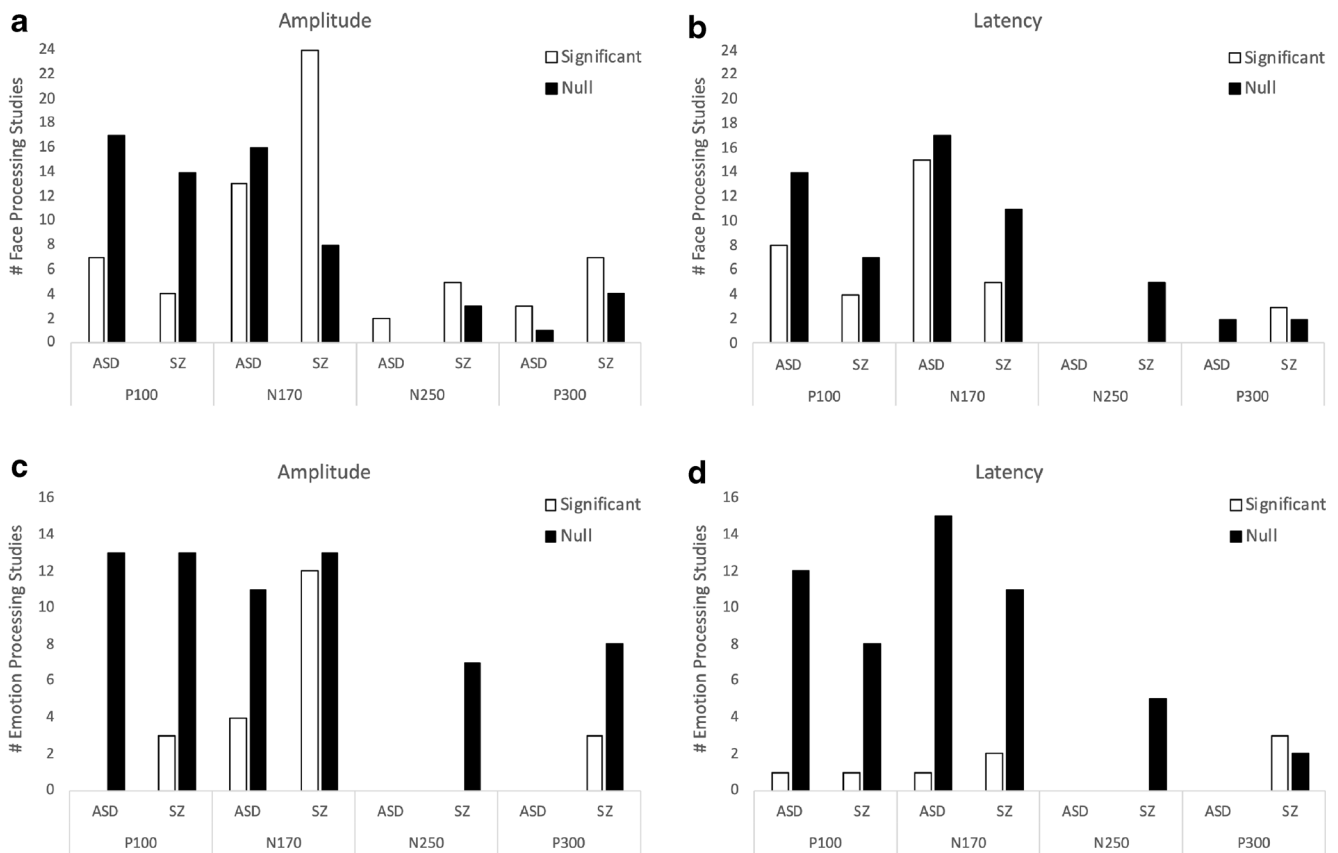 a
Amplitude
# Face Processing Studies
24
22
20
18
16
14
12
10
8
6
4
2
0
Significant
Null
ASD SZ ASD SZ ASD SZ ASD SZ
P100 N170 N250 P300
b
Latency
# Face Processing Studies
24
22
20
18
16
14
12
10
8
6
4
2
0
Significant
Null
ASD SZ ASD SZ ASD SZ ASD SZ
P100 N170 N250 P300
c
Amplitude
# Emotion Processing Studies
16
14
12
10
8
6
4
2
0
Significant
Null
ASD SZ ASD SZ ASD SZ ASD SZ
P100 N170 N250 P300
d
Latency
# Emotion Processing Studies
16
14
12
10
8
6
4
2
0
Significant
Null
ASD SZ ASD SZ ASD SZ ASD SZ
P100 N170 N250 P300